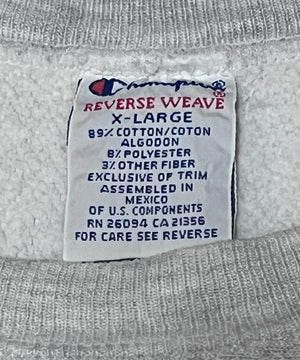 Champion®
REVERSE WEAVE
X-LARGE
89% COTTON/COTON
ALGODON
8% POLYESTER
3% OTHER FIBER
EXCLUSIVE OF TRIM
ASSEMBLED IN
MEXICO
OF U.S. COMPONENTS
RN 26094 CA 21356
FOR CARE SEE REVERSE